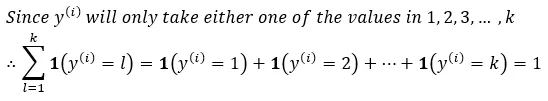 Since y⁽ⁱ⁾ will only take either one of the values in 1, 2, 3, … , k
∴ ∑_{l=1}^{k} 𝟏(y⁽ⁱ⁾ = l) = 𝟏(y⁽ⁱ⁾ = 1) + 𝟏(y⁽ⁱ⁾ = 2) + ⋯ + 𝟏(y⁽ⁱ⁾ = k) = 1